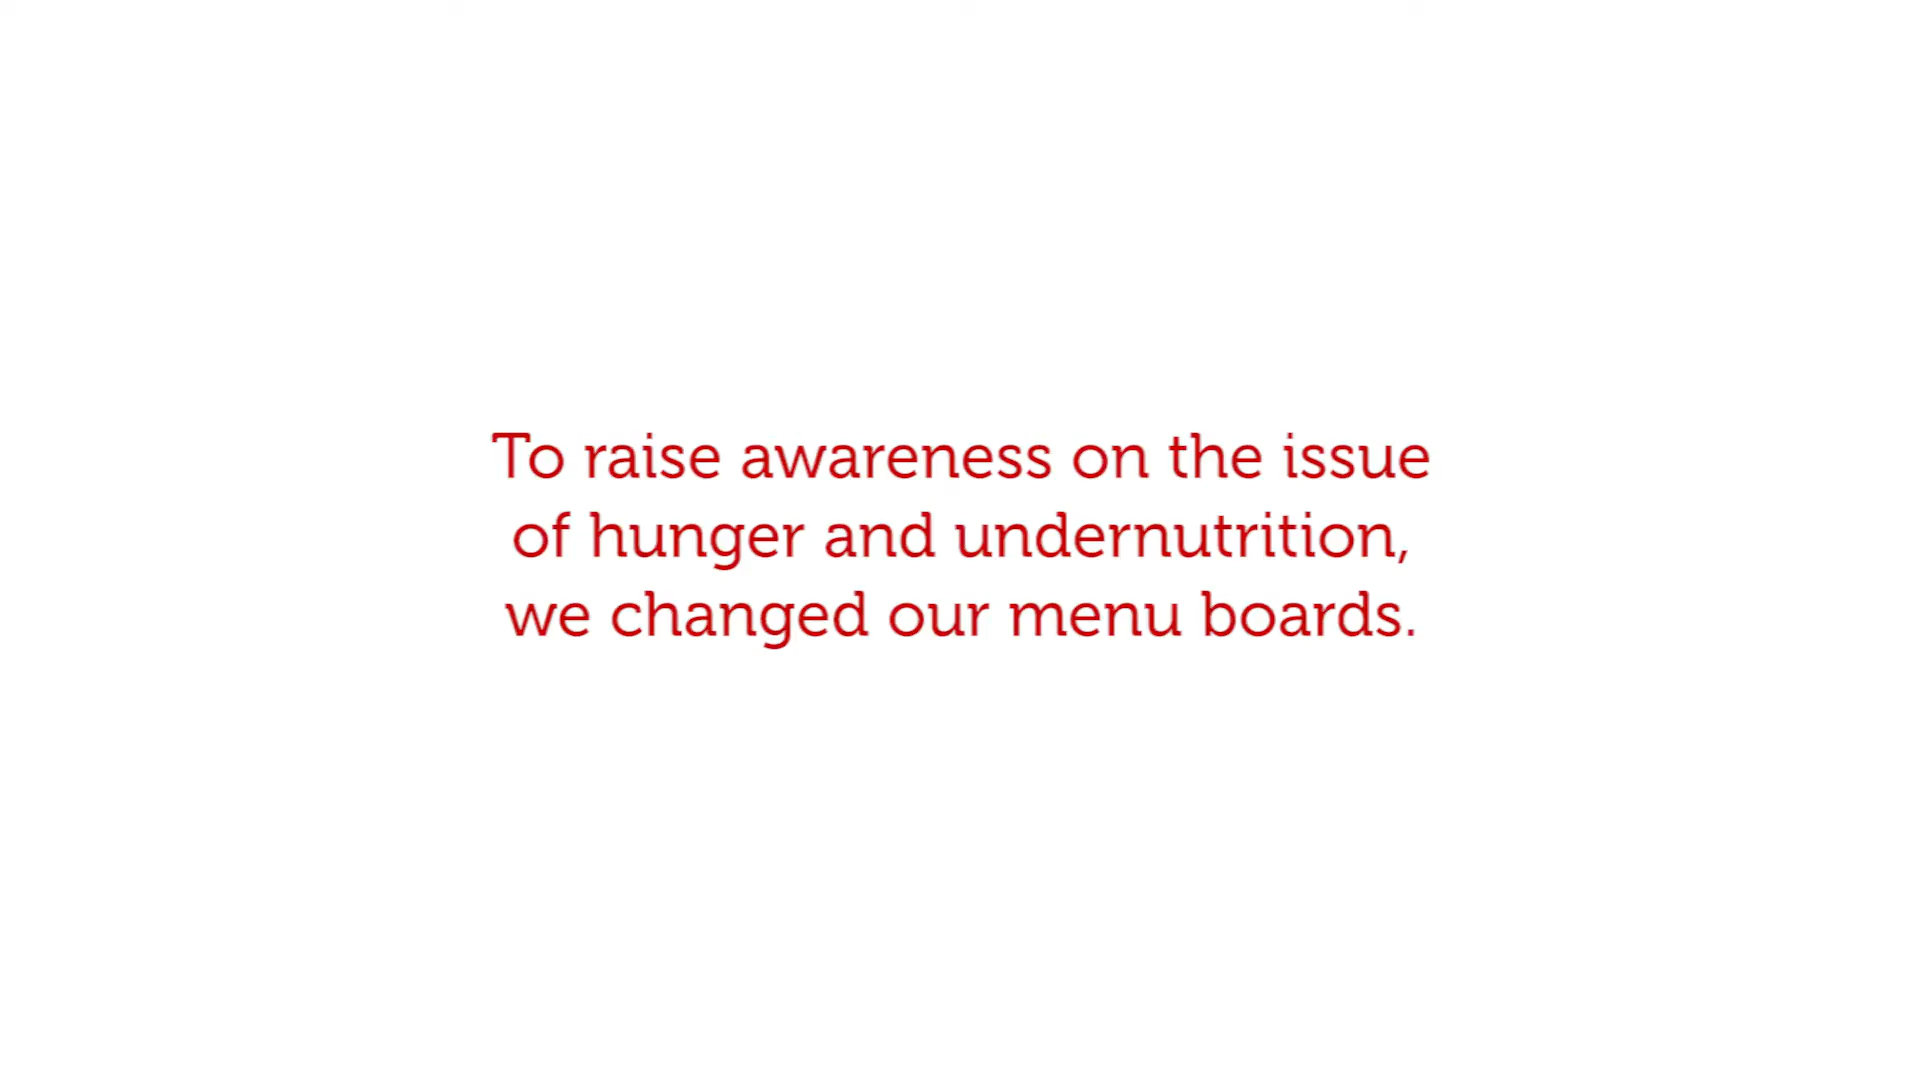 To raise awareness on the issue
of hunger and undernutrition,
we changed our menu boards.